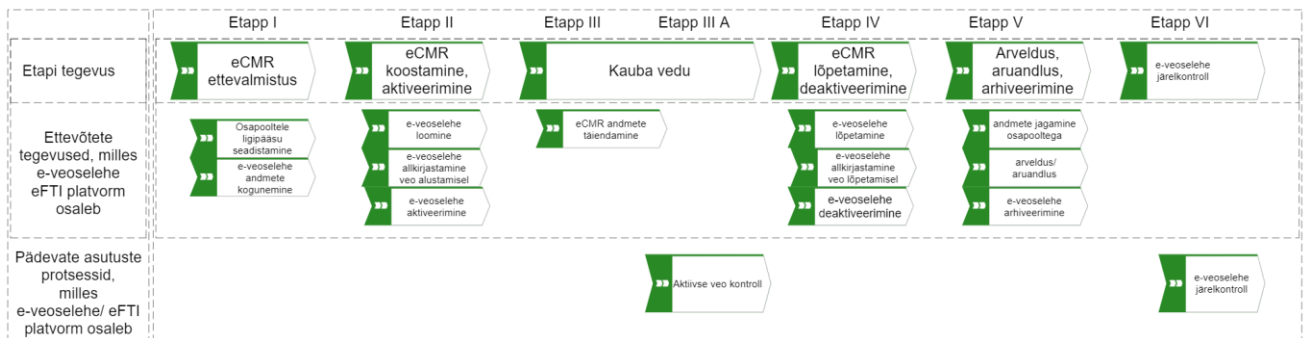 Etapp I
Etapp II
Etapp III
Etapp III A
Etapp IV
Etapp V
Etapp VI
Etapi tegevus
eCMR
ettevalmistus
eCMR
koostamine,
aktiveerimine
Kauba vedu
eCMR
lõpetamine,
deaktiveerimine
Arveldus,
aruandlus,
arhiveerimine
e-veoselehe
järelkontroll
Ettevõtete
tegevused, milles
e-veoselehe
eFTI platvorm
osaleb
Osapooltele
ligipääsu
seadistamine
e-veoselehe
andmete
kogunemine
e-veoselehe
loomine
e-veoselehe
allkirjastamine
veo alustamisel
e-veoselehe
aktiveerimine
eCMR andmete
täiendamine
e-veoselehe
lõpetamine
e-veoselehe
allkirjastamine
veo lõpetamisel
e-veoselehe
deaktiveerimine
andmete jagamine
osapooltega
arveldus/
aruandlus
e-veoselehe
arhiveerimine
Pädevate asutuste
protsessid,
milles
e-veoselehe/ eFTI
platvorm osaleb
Aktiivse veo kontroll
e-veoselehe
järelkontroll